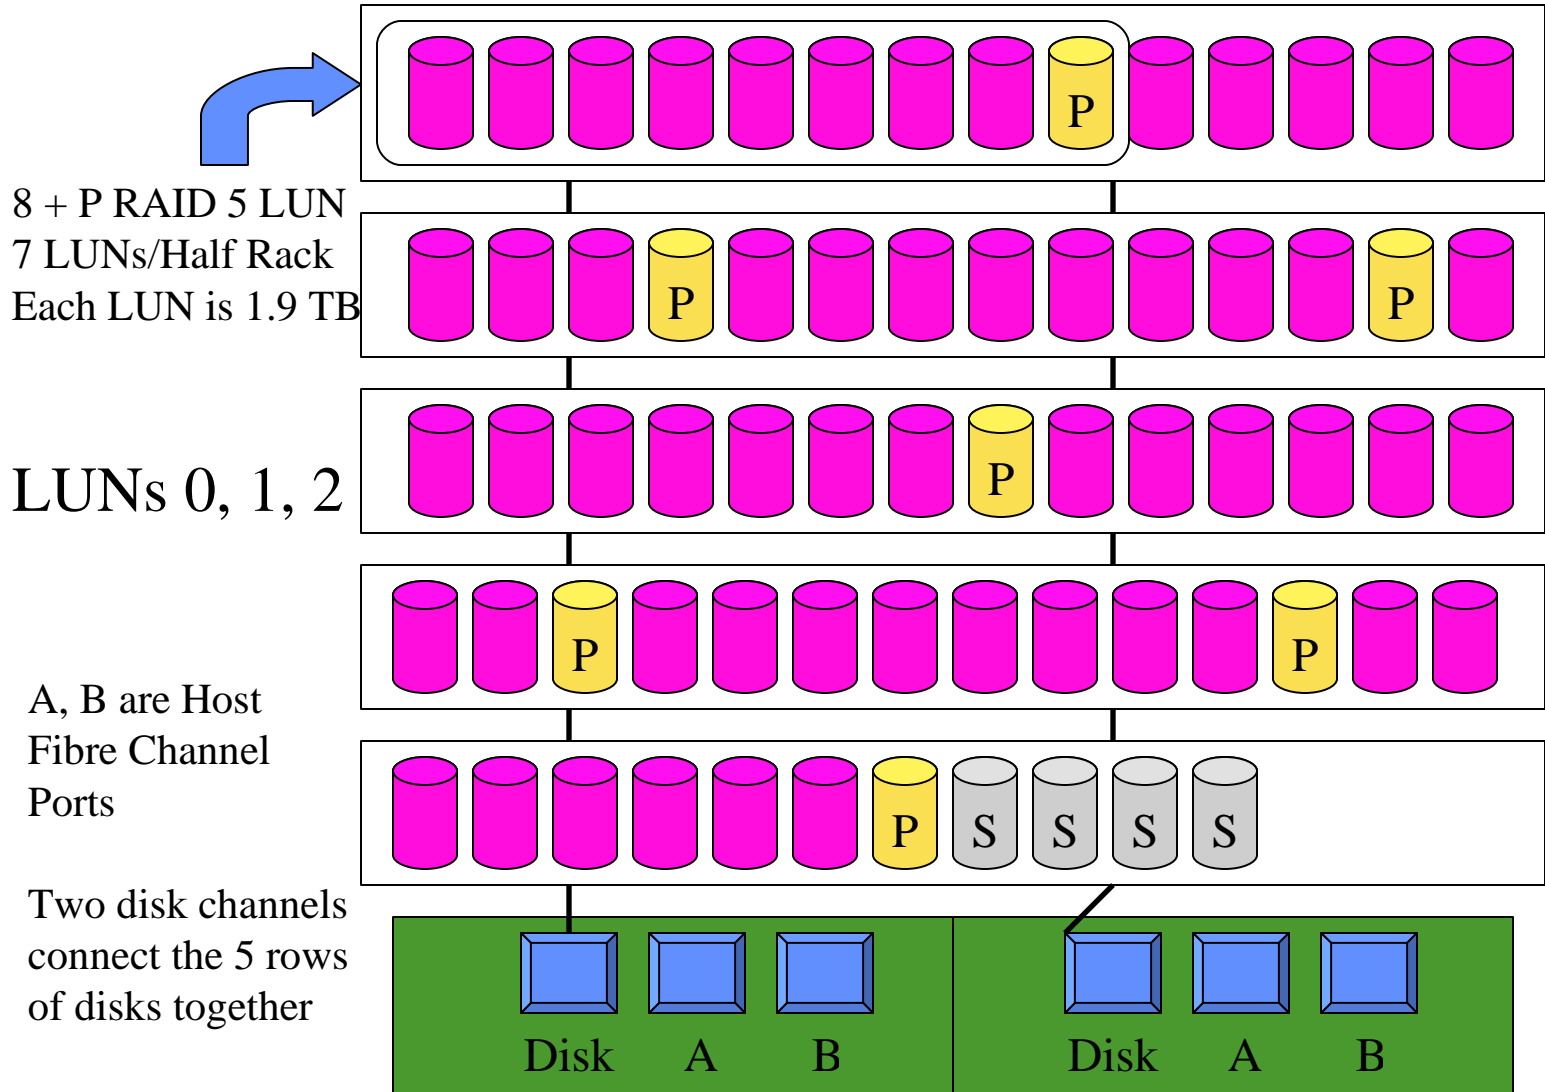 P
8 + P RAID 5 LUN
7 LUNs/Half Rack
Each LUN is 1.9 TB
P P
LUNs 0, 1, 2
P
P P
A, B are Host
Fibre Channel
Ports
P S S S S
Two disk channels
connect the 5 rows
of disks together
Disk A B Disk A B